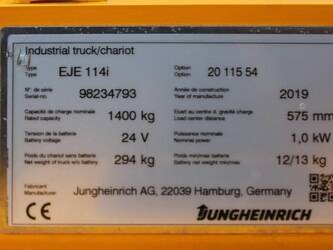 Industrial truck/chariot
Type
Type
EJE 114i
Option
Option
20 115 54
N°. de série
Serial-no.
98234793
Année de construction
Year of manufacture
2019
Capacité de charge nominale
Rated capacity
1400 kg
Ecart au centre d. gravité charge
Load center distance
575 mm
Tension de la batterie
Battery voltage
24 V
Puissance nominale
Nominal power
1,0 kW
Poids du chariot sans batterie
Net weight of truck w/o battery
294 kg
Poids mini/max batterie
Battery weight min/max
12/13 kg
Fabricant
Manufacturer
Jungheinrich AG, 22039 Hamburg, Germany
CE
JUNGHEINRICH